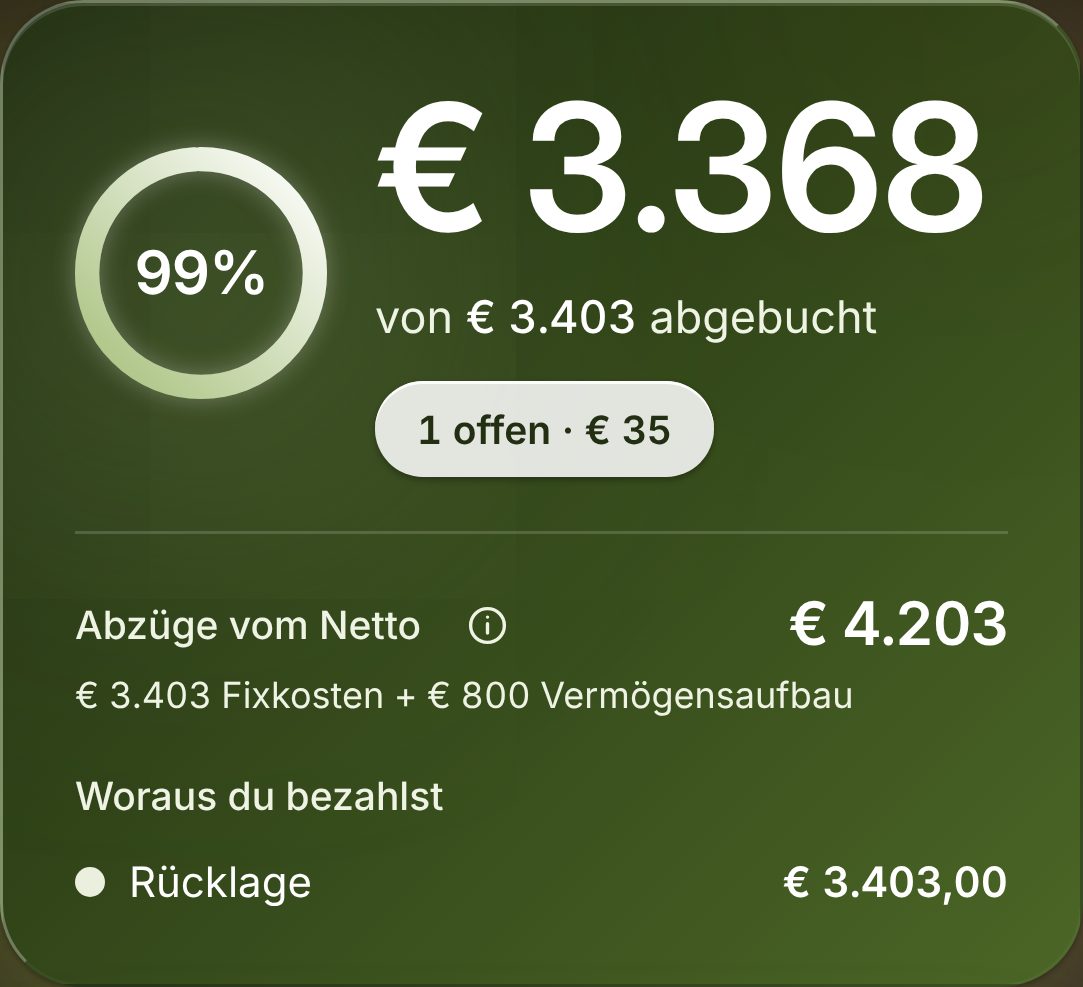 99%
€ 3.368
von € 3.403 abgebucht
1 offen · € 35
Abzüge vom Netto
€ 4.203
€ 3.403 Fixkosten + € 800 Vermögensaufbau
Woraus du bezahlst
Rücklage
€ 3.403,00